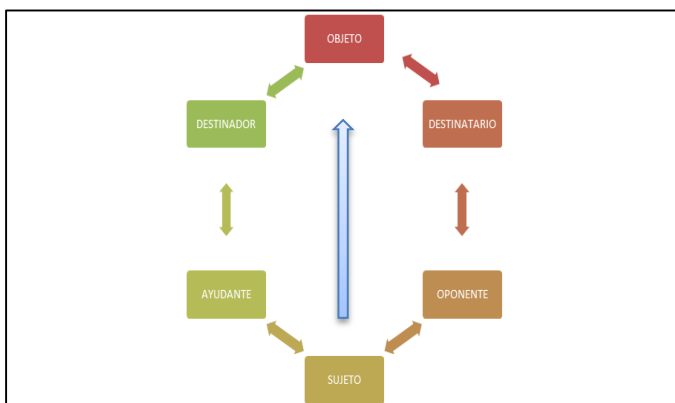 OBJETO
DESTINADOR
DESTINATARIO
AYUDANTE
OPONENTE
SUJETO